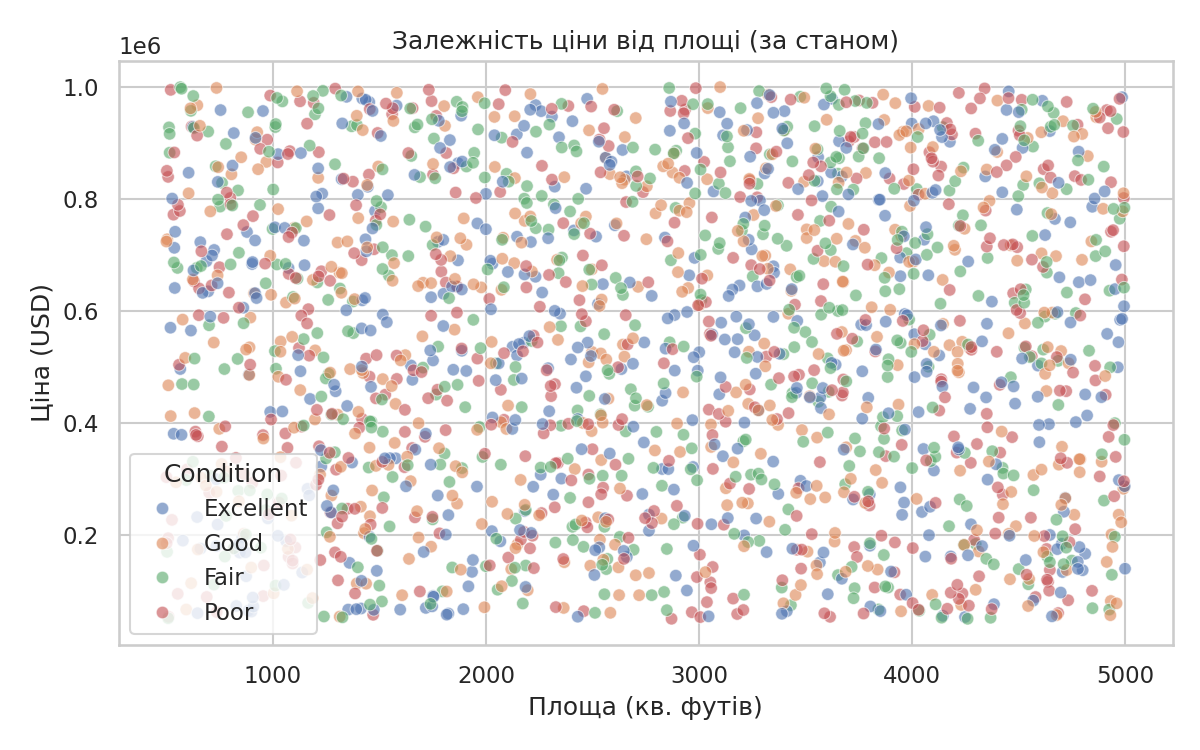 Залежність ціни від площі (за станом)
1e6
1.0
0.8
0.6
0.4
0.2
Ціна (USD)
Condition
Excellent
Good
Fair
Poor
1000 2000 3000 4000 5000
Площа (кв. футів)